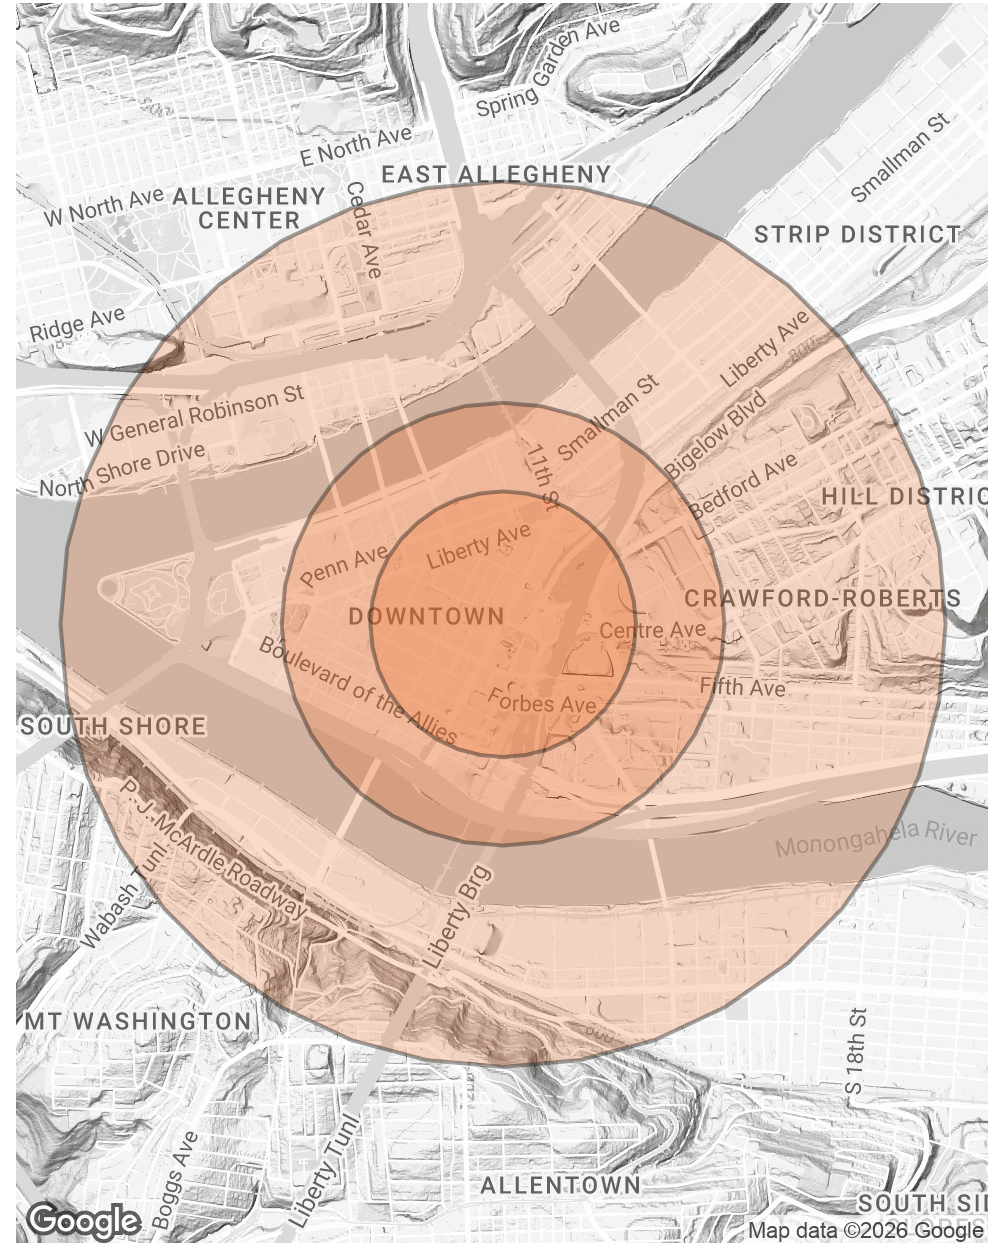 Spring Garden Ave
E North Ave
Smallman St
EAST ALLEGHENY
W North Ave
ALLEGHENY
CENTER
Cedar Ave
STRIP DISTRICT
Ridge Ave
Liberty Ave
Smallman St
W General Robinson St
Bigelow Blvd
North Shore Drive
11th St
Bedford Ave
HILL DISTRIC
Liberty Ave
Penn Ave
CRAWFORD-ROBERTS
DOWNTOWN
Centre Ave
Boulevard of the Allies
Fifth Ave
Forbes Ave
SOUTH SHORE
P.J. McArdle Roadway
Monongahela River
Wabash Tunl
Liberty Brg
MT WASHINGTON
S 18th St
Boggs Ave
Liberty Tunl
ALLENTOWN
SOUTH SI
Google
Map data ©2026 Google